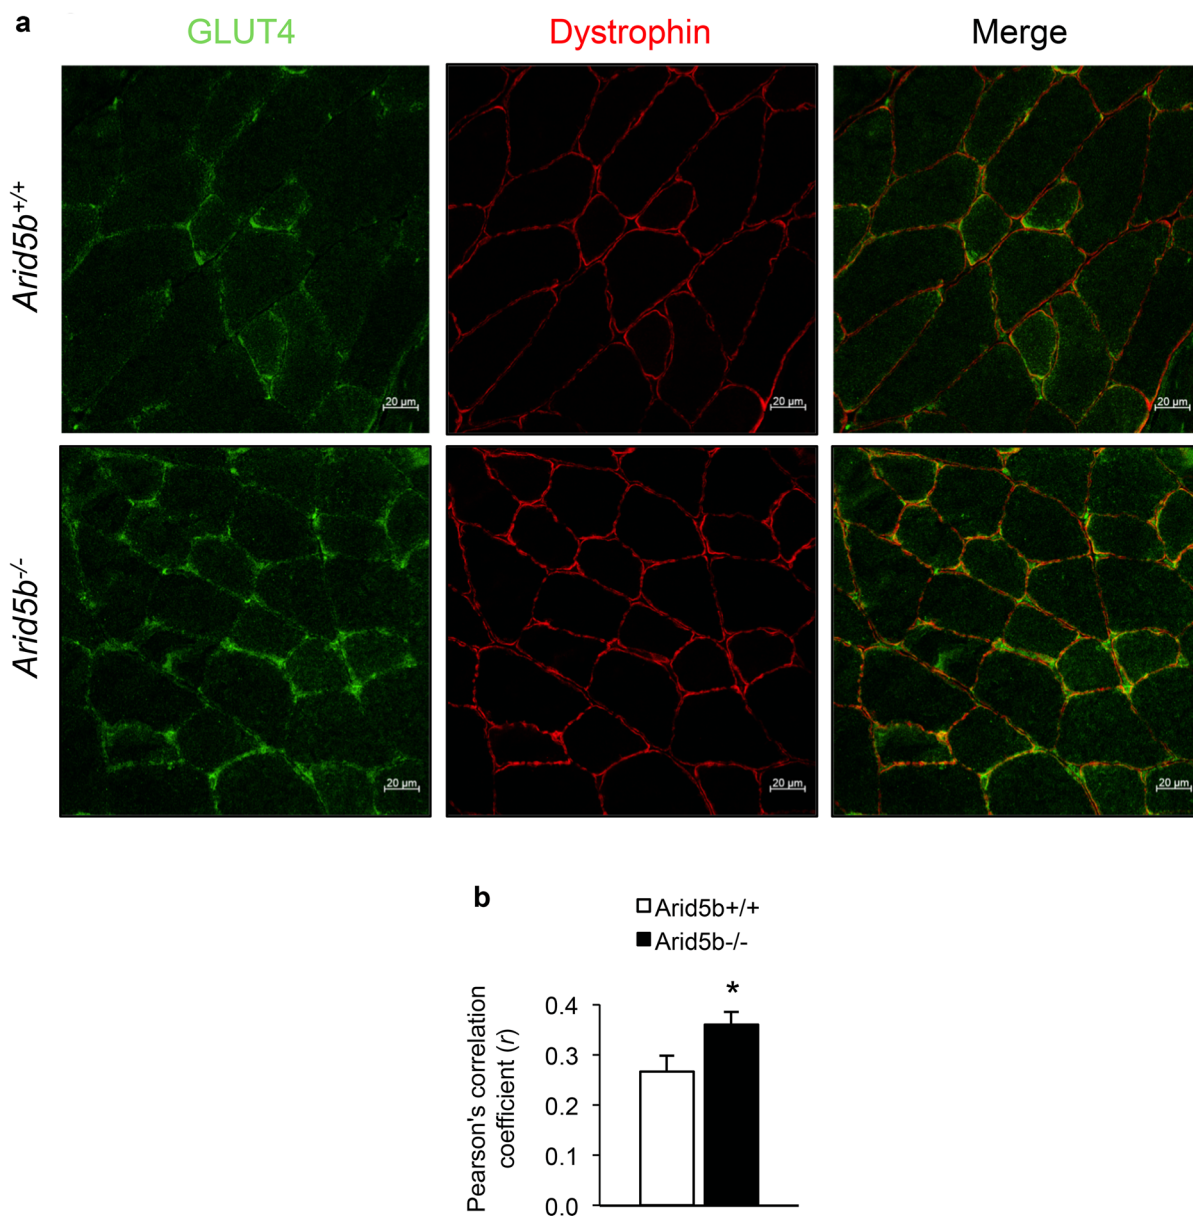 a
GLUT4 Dystrophin Merge
Arid5b+/+
20 µm 20 µm 20 µm
Arid5b-/-
20 µm 20 µm 20 µm
b
Arid5b+/+
Arid5b-/-
*
Pearson's correlation
coefficient (r)
0.4
0.3
0.2
0.1
0.0